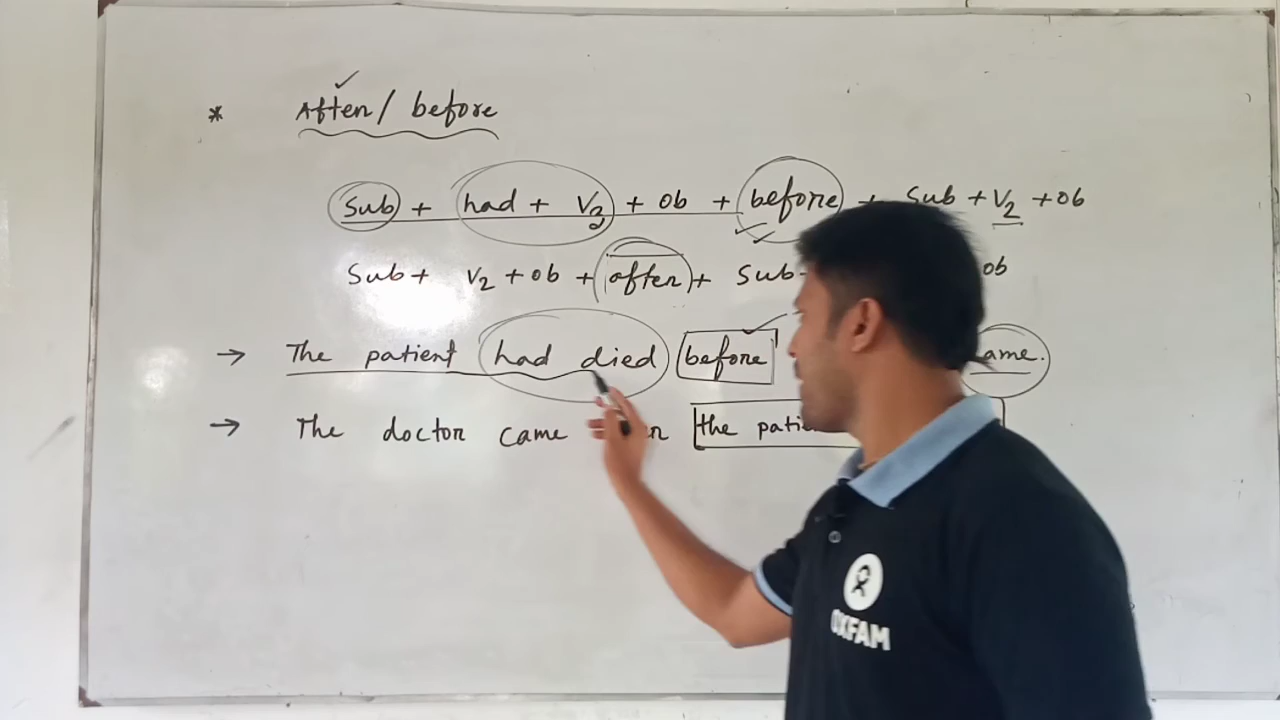 * After/ before
Sub + had + V3 + ob + before + Sub + V2 + ob
Sub + V2 + ob + after + Sub ob
→ The patient had died before ame.
→ The doctor came the
OXFAM